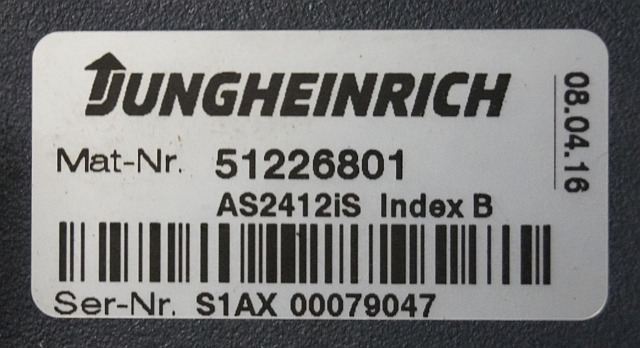 JUNGHEINRICH
08.04.16
Mat-Nr. 51226801
AS2412iS Index B
Ser-Nr. S1AX 00079047